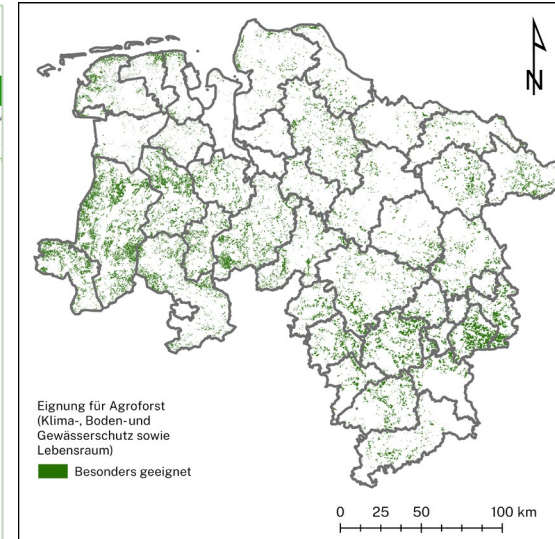 N
Eignung für Agroforst
(Klima-, Boden- und
Gewässerschutz sowie
Lebensraum)
Besonders geeignet
0 25 50 100 km